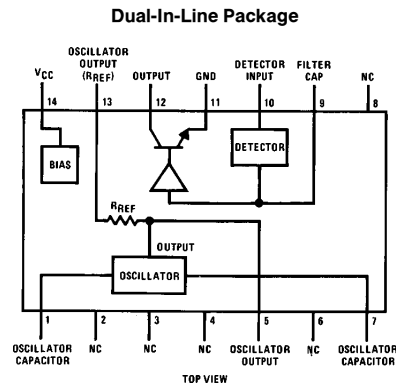 Dual-In-Line Package
OSCILLATOR
OUTPUT
(RREF)
VCC
OUTPUT
GND
DETECTOR
INPUT
FILTER
CAP
NC
14
13
12
11
10
9
8
BIAS
DETECTOR
RREF
OUTPUT
OSCILLATOR
1
2
3
4
5
6
7
OSCILLATOR
CAPACITOR
NC
NC
NC
OSCILLATOR
OUTPUT
NC
OSCILLATOR
CAPACITOR
TOP VIEW